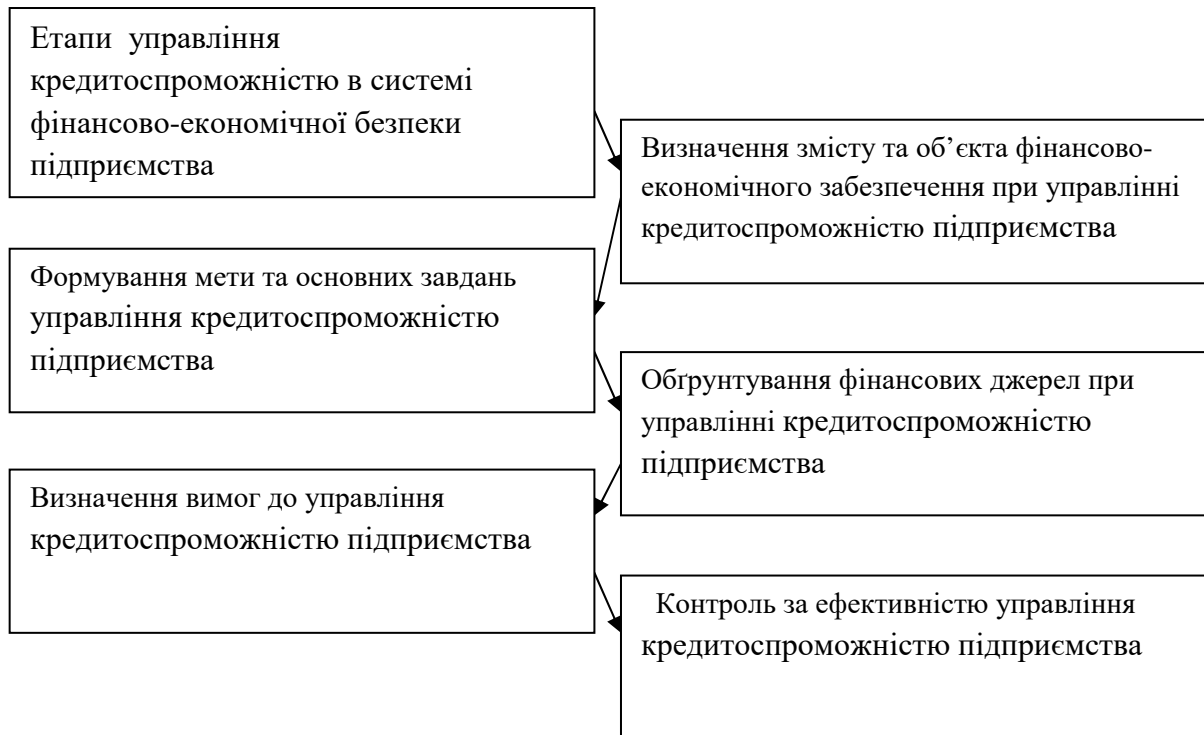 Етапи управління
кредитоспроможністю в системі
фінансово-економічної безпеки
підприємства
Визначення змісту та об’єкта фінансово-
економічного забезпечення при управлінні
кредитоспроможністю підприємства
Формування мети та основних завдань
управління кредитоспроможністю
підприємства
Обґрунтування фінансових джерел при
управлінні кредитоспроможністю
підприємства
Визначення вимог до управління
кредитоспроможністю підприємства
Контроль за ефективністю управління
кредитоспроможністю підприємства